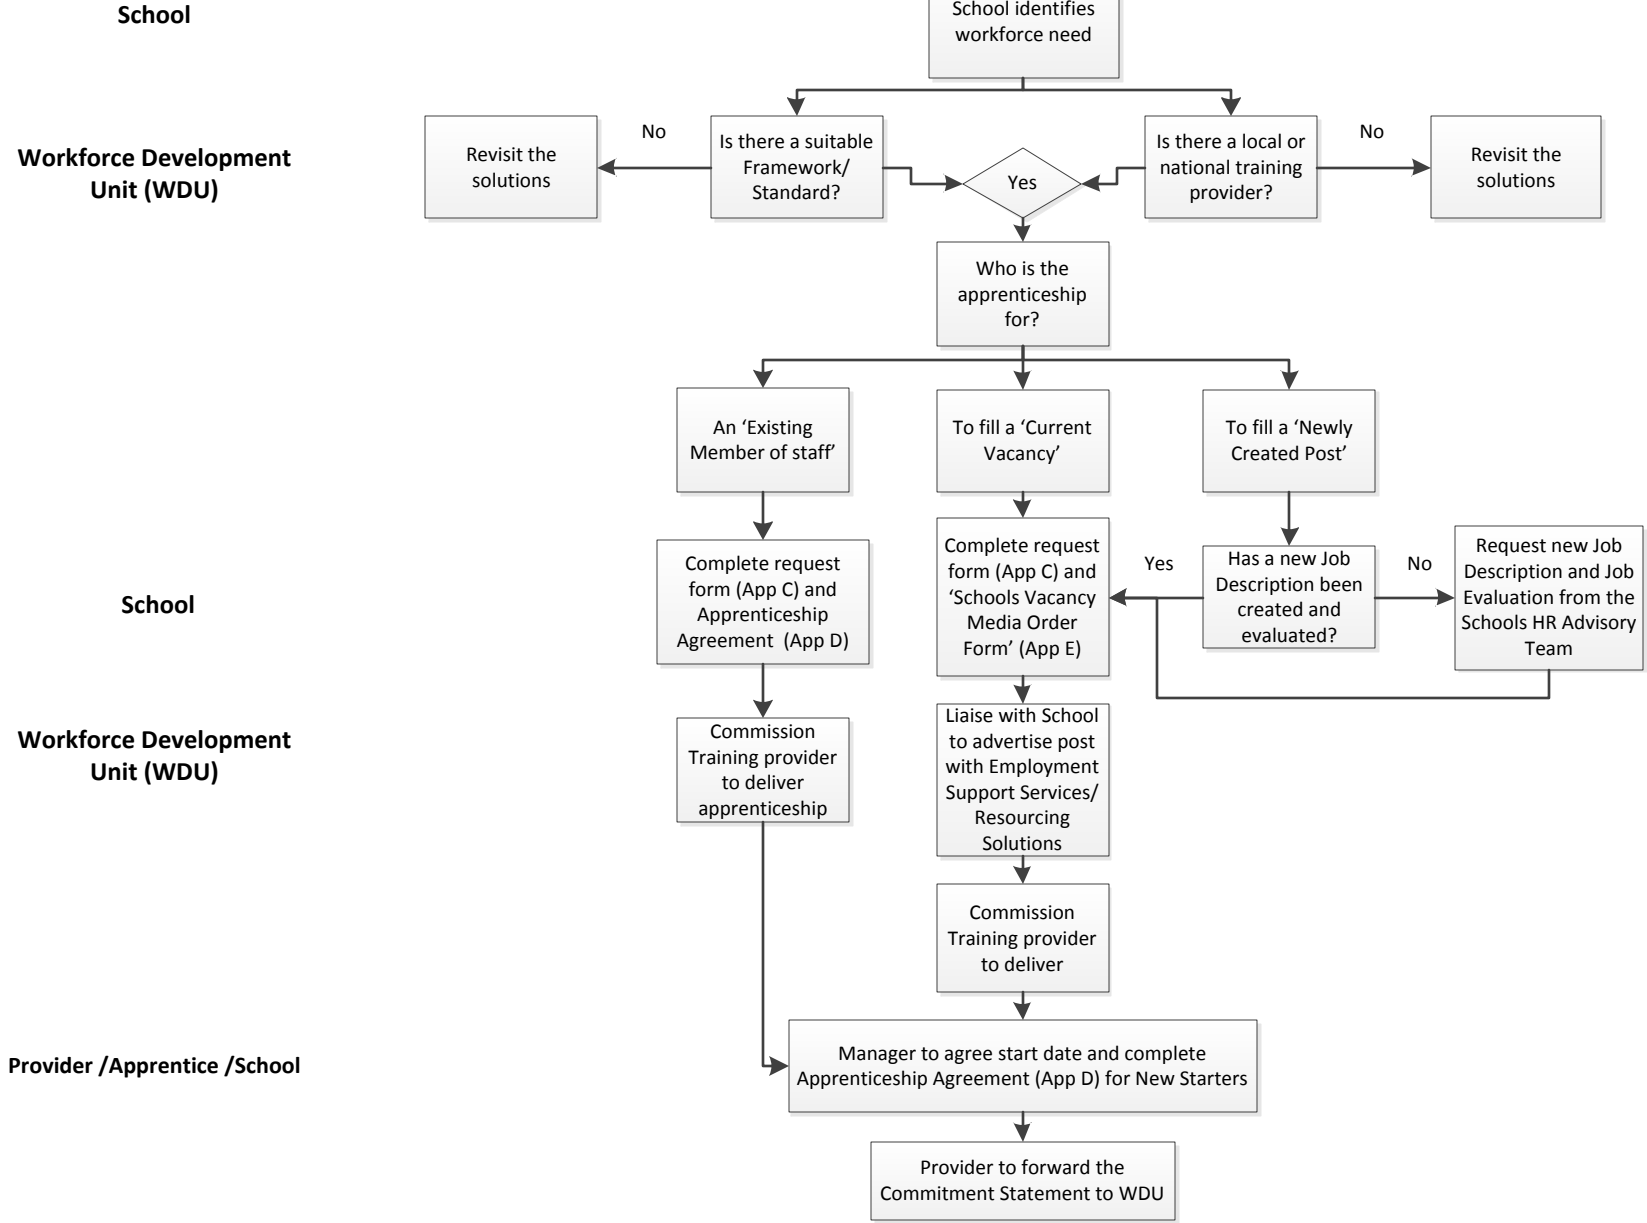 School
School identifies
workforce need
Workforce Development
Unit (WDU)
Revisit the
solutions
No
Is there a suitable
Framework/
Standard?
Yes
Is there a local or
national training
provider?
No
Revisit the
solutions
Who is the
apprenticeship
for?
An ‘Existing
Member of staff’
To fill a ‘Current
Vacancy’
To fill a ‘Newly
Created Post’
School
Complete request
form (App C) and
Apprenticeship
Agreement  (App D)
Complete request
form (App C) and
‘Schools Vacancy
Media Order
Form’ (App E)
Yes
Has a new Job
Description been
created and
evaluated?
No
Request new Job
Description and Job
Evaluation from the
Schools HR Advisory
Team
Workforce Development
Unit (WDU)
Commission
Training provider
to deliver
apprenticeship
Liaise with School
to advertise post
with Employment
Support Services/
Resourcing
Solutions
Commission
Training provider
to deliver
Provider /Apprentice /School
Manager to agree start date and complete
Apprenticeship Agreement (App D) for New Starters
Provider to forward the
Commitment Statement to WDU